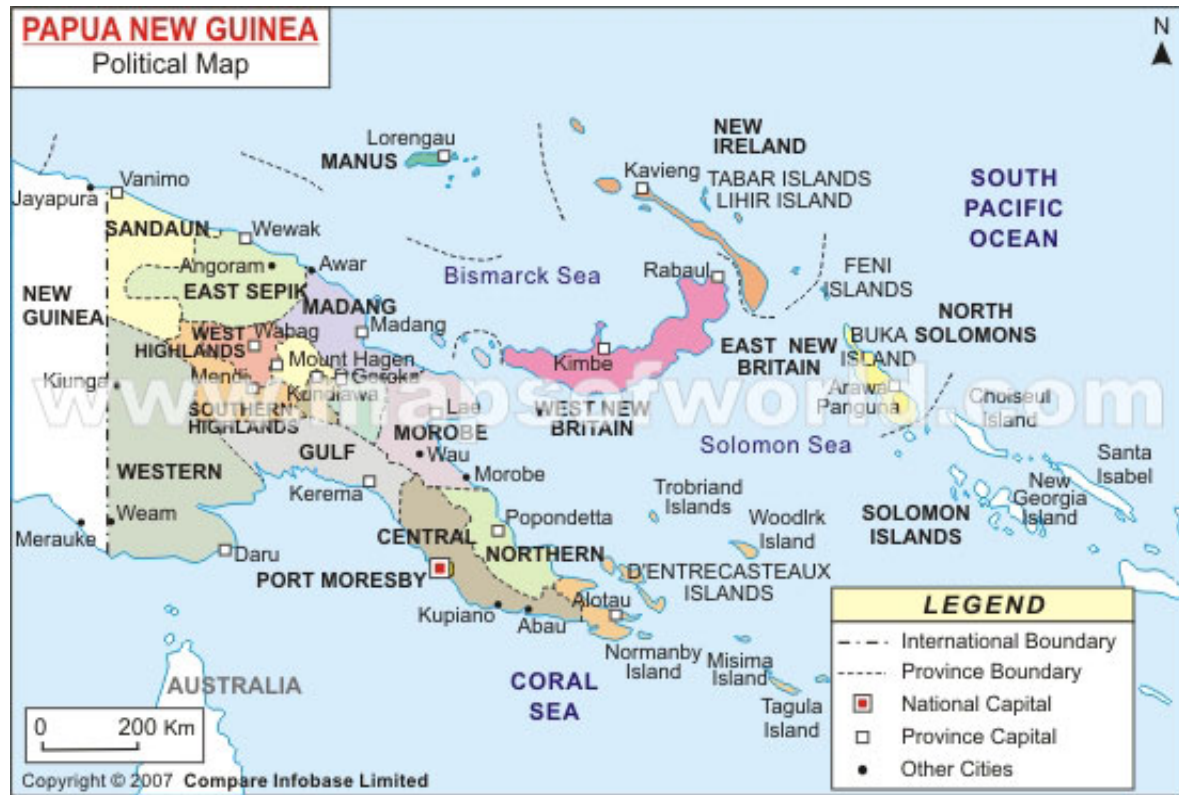 PAPUA NEW GUINEA
Political Map
N
Lorengau
MANUS
NEW
IRELAND
Kavieng
TABAR ISLANDS
LIHIR ISLAND
SOUTH
PACIFIC
OCEAN
Jayapura
Vanimo
SANDAUN
Wewak
Angoram
Awar
EAST SEPIK
Bismarck Sea
Rabaul
FENI
ISLANDS
NEW
GUINEA
MADANG
Madang
WEST
HIGHLANDS
Wabag
Mount Hagen
Kimbe
EAST NEW
BRITAIN
BUKA
ISLAND
NORTH
SOLOMONS
www.mapsofworld.com
Kiunga
Mendi
Goroka
Kundiawa
SOUTHERN
HIGHLANDS
Lae
WEST NEW
BRITAIN
Arawa
Panguna
Choiseul
Island
MOROBE
Solomon Sea
GULF
Wau
WESTERN
Kerema
Morobe
Santa
Isabel
New
Georgia
Island
Trobriand
Islands
Woodlrk
Island
SOLOMON
ISLANDS
Merauke
Weam
Daru
CENTRAL
Popondetta
NORTHERN
PORT MORESBY
D'ENTRECASTEAUX
ISLANDS
Kupiano
Abau
Alotau
Normanby
Island
Misima
Island
Tagula
Island
CORAL
SEA
AUSTRALIA
0 200 Km
LEGEND
International Boundary
Province Boundary
National Capital
Province Capital
Other Cities
Copyright © 2007 Compare Infobase Limited